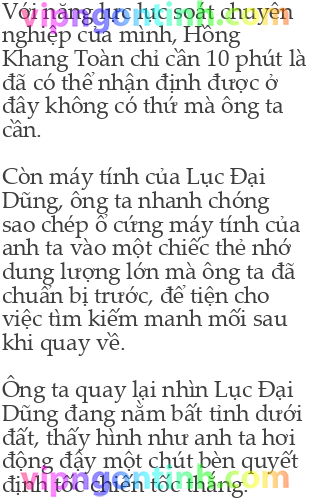 Với năng lực lục soát chuyên
vipngontinh.com
nghiệp của mình, Hồng
Khang Toàn chỉ cần 10 phút là
đã có thể nhận định được ở
đây không có thứ mà ông ta
cần.
Còn máy tính của Lục Đại
Dũng, ông ta nhanh chóng
sao chép ổ cứng máy tính của
anh ta vào một chiếc thẻ nhớ
dung lượng lớn mà ông ta đã
chuẩn bị trước, để tiện cho
việc tìm kiếm manh mối sau
khi quay về.
Ông ta quay lại nhìn Lục Đại
Dũng đang nằm bất tỉnh dưới
đất, thấy hình như anh ta hơi
động đậy một chút bèn quyết
vipngontinh.com
định tốc chiến tốc thắng.